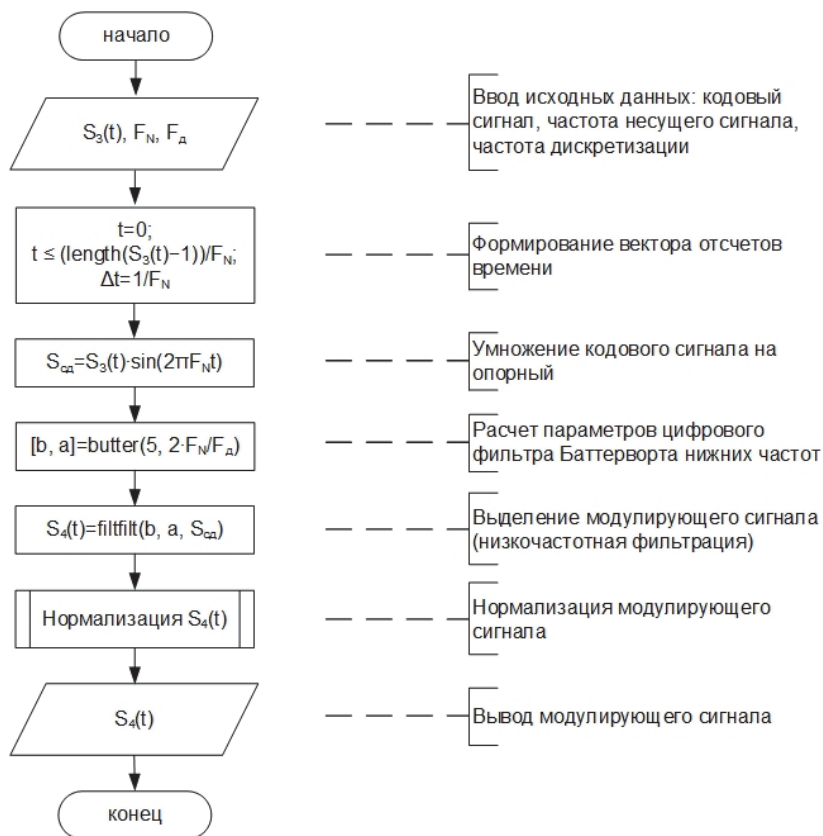 начало
S₃(t), F_N, F_д
Ввод исходных данных: кодовый
сигнал, частота несущего сигнала,
частота дискретизации
t=0;
t ≤ (length(S₃(t)−1))/F_N;
Δt=1/F_N
Формирование вектора отсчетов
времени
S_сд=S₃(t)·sin(2πF_Nt)
Умножение кодового сигнала на
опорный
[b, a]=butter(5, 2·F_N/F_д)
Расчет параметров цифрового
фильтра Баттерворта нижних частот
S₄(t)=filtfilt(b, a, S_сд)
Выделение модулирующего сигнала
(низкочастотная фильтрация)
Нормализация S₄(t)
Нормализация модулирующего
сигнала
S₄(t)
Вывод модулирующего сигнала
конец